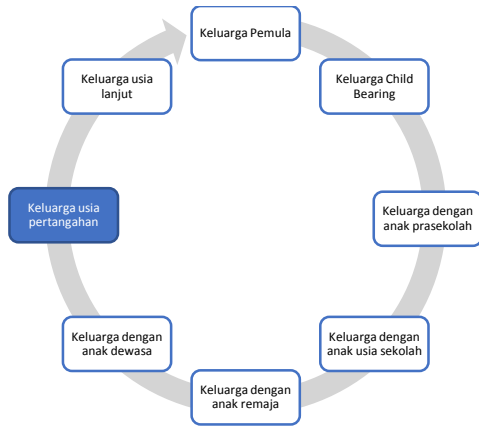 Keluarga Pemula
Keluarga Child
Bearing
Keluarga dengan
anak prasekolah
Keluarga dengan
anak usia sekolah
Keluarga dengan
anak remaja
Keluarga dengan
anak dewasa
Keluarga usia
pertangahan
Keluarga usia
lanjut